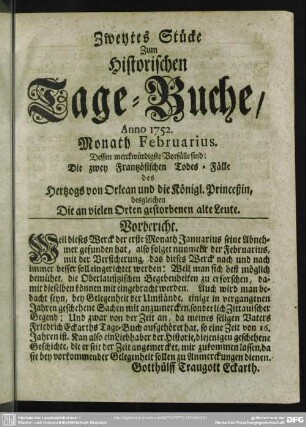 Zweytes Stücke
Zum
Historischen
Tage-Buche,
Anno 1752.
Monath Februarius.
Dessen merckwürdigste Vorfälle sind:
Die zwey Frantzösischen Todes-Fälle
des
Hertzogs von Orlean und die Königl. Princeßin,
desgleichen
Die an vielen Orten gestorbenen alte Leute.
Vorbericht.
Weil dieses Werck der erste Monath Januarius seine Abneh-
mer gefunden hat, also folget nunmehr der Februarius,
mit der Versicherung, das dieses Werck nach und nach
immer besser soll eingerichtet werden: Weil man sich best möglich
bemühet, die Oberlausitzischen Begebenheiten zu erforschen, da-
mit dieselben können mit eingebracht werden. Auch wird man be-
dacht seyn, bey Gelegenheit der Umstände, einige in vergangenen
Jahren geschehene Sachen mit anzumercken, sonderlich Zittauischer
Gegend: Und zwar von der Zeit an, da meines seligen Vaters
Friedrich Eckarths Tage-Buch aufgehöret hat, so eine Zeit von 16.
Jahren ist. Kan also ein Liebhaber der Historie, diejenigen geschehene
Geschichte, die er seit der Zeit angemercket, mir zukommen lassen, da
sie bey vorkommender Gelegenheit sollen zu Anmerckungen dienen.
Gotthülff Traugott Eckarth.